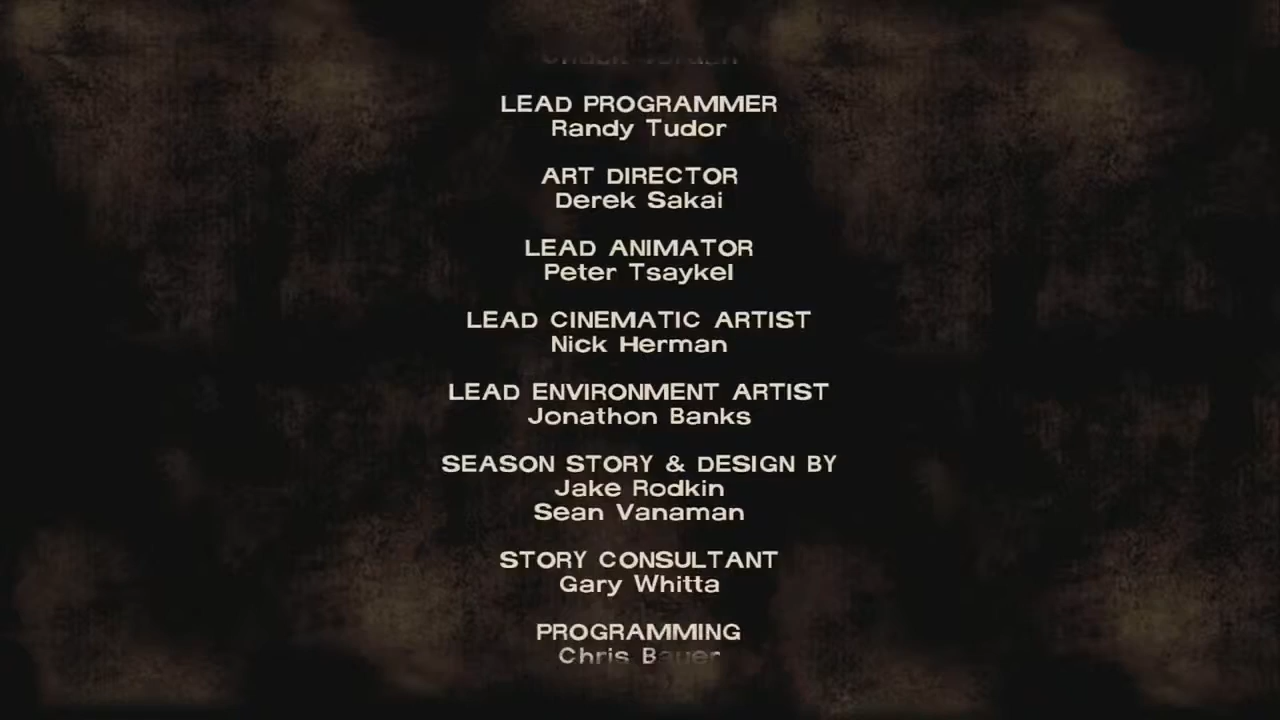 LEAD PROGRAMMER
Randy Tudor
ART DIRECTOR
Derek Sakai
LEAD ANIMATOR
Peter Tsaykel
LEAD CINEMATIC ARTIST
Nick Herman
LEAD ENVIRONMENT ARTIST
Jonathon Banks
SEASON STORY & DESIGN BY
Jake Rodkin
Sean Vanaman
STORY CONSULTANT
Gary Whitta
PROGRAMMING
Chris Bauer